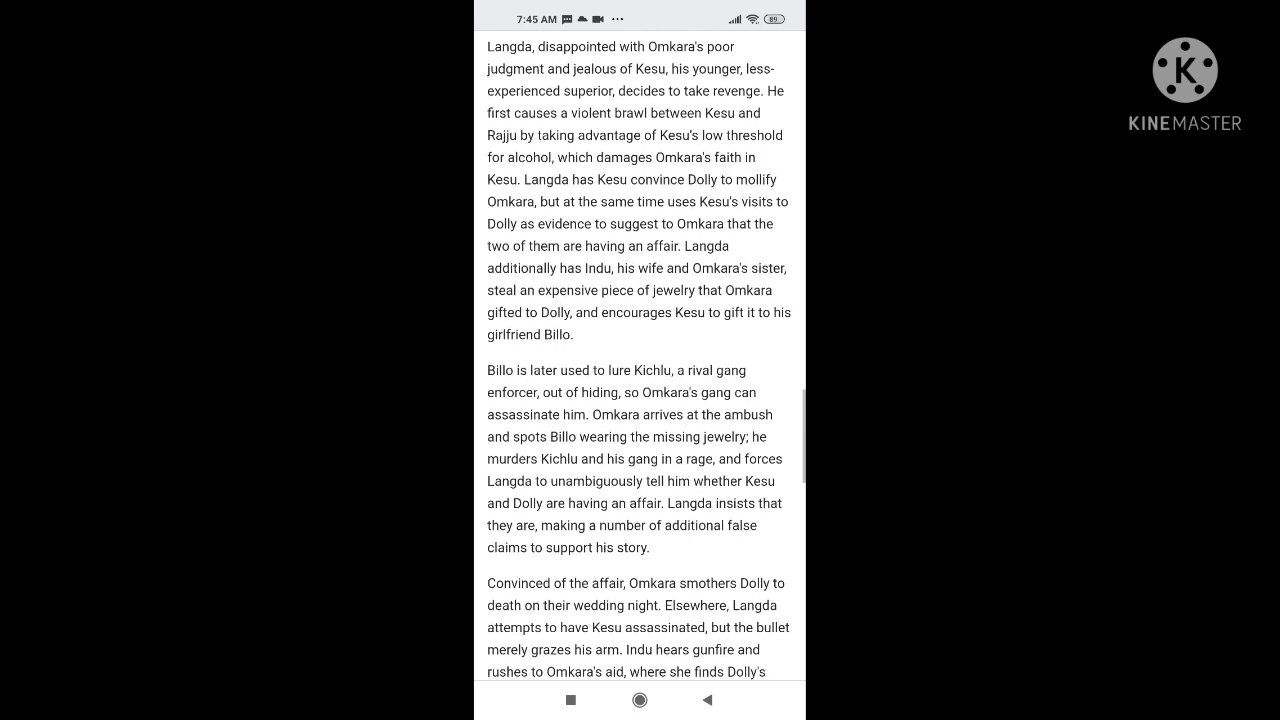 7:45 AM
89
Langda, disappointed with Omkara's poor
judgment and jealous of Kesu, his younger, less-
experienced superior, decides to take revenge. He
first causes a violent brawl between Kesu and
Rajju by taking advantage of Kesu's low threshold
for alcohol, which damages Omkara's faith in
Kesu. Langda has Kesu convince Dolly to mollify
Omkara, but at the same time uses Kesu's visits to
Dolly as evidence to suggest to Omkara that the
two of them are having an affair. Langda
additionally has Indu, his wife and Omkara's sister,
steal an expensive piece of jewelry that Omkara
gifted to Dolly, and encourages Kesu to gift it to his
girlfriend Billo.
Billo is later used to lure Kichlu, a rival gang
enforcer, out of hiding, so Omkara's gang can
assassinate him. Omkara arrives at the ambush
and spots Billo wearing the missing jewelry; he
murders Kichlu and his gang in a rage, and forces
Langda to unambiguously tell him whether Kesu
and Dolly are having an affair. Langda insists that
they are, making a number of additional false
claims to support his story.
Convinced of the affair, Omkara smothers Dolly to
death on their wedding night. Elsewhere, Langda
attempts to have Kesu assassinated, but the bullet
merely grazes his arm. Indu hears gunfire and
rushes to Omkara's aid, where she finds Dolly's
K
KINEMASTER